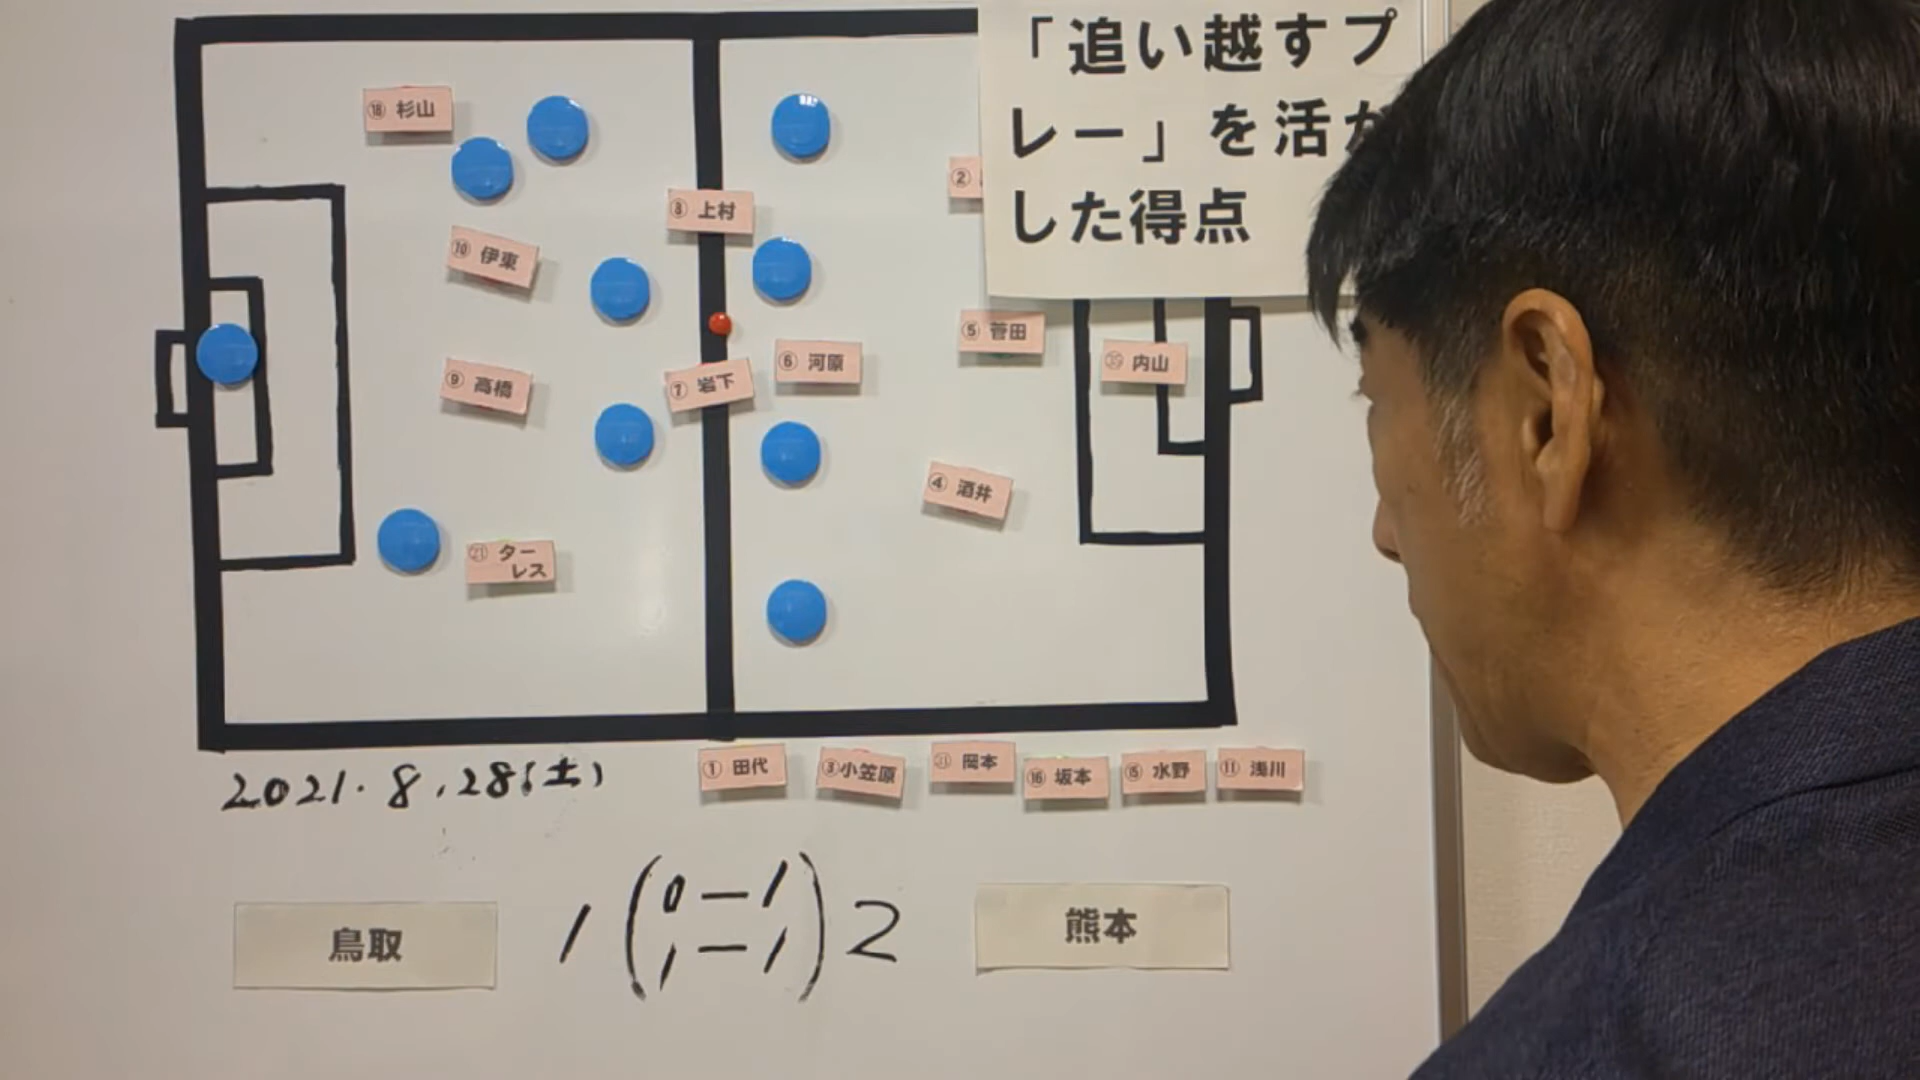 「追い越すプ
レー」を活か
した得点
⑱ 杉山
②
⑧ 上村
⑩ 伊東
⑤ 菅田
⑥ 河原
㉟ 内山
⑨ 高橋
⑦ 岩下
④ 酒井
㉑ ター
レス
① 田代
③小笠原
㉛ 岡本
⑯ 坂本
⑮ 水野
⑪ 浅川
2021.8.28(土)
鳥取
1 (0－1
1－1) 2
熊本